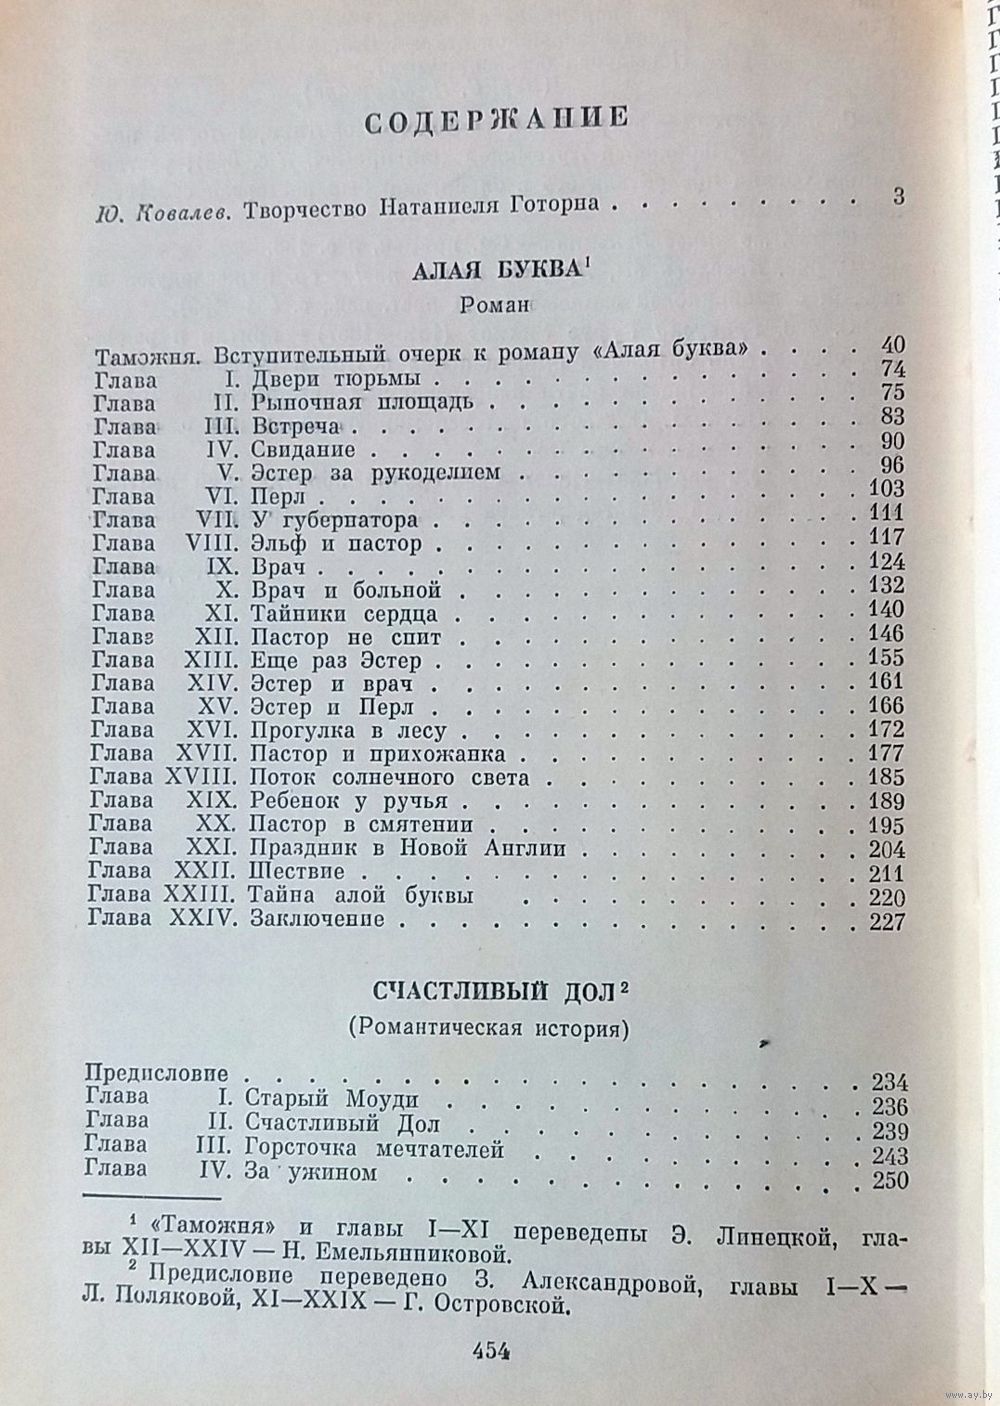 СОДЕРЖАНИЕ
Ю. Ковалев. Творчество Натаниеля Готорна . . . . . . . . . 3
АЛАЯ БУКВА¹
Роман
Таможня. Вступительный очерк к роману «Алая буква» . . . . 40
Глава I. Двери тюрьмы . . . . . . . . . . . . . . 74
Глава II. Рыночная площадь . . . . . . . . . . . . 75
Глава III. Встреча . . . . . . . . . . . . . . . . 83
Глава IV. Свидание . . . . . . . . . . . . . . . . 90
Глава V. Эстер за рукоделием . . . . . . . . . . . 96
Глава VI. Перл . . . . . . . . . . . . . . . . . 103
Глава VII. У губернатора . . . . . . . . . . . . . 111
Глава VIII. Эльф и пастор . . . . . . . . . . . . . 117
Глава IX. Врач . . . . . . . . . . . . . . . . . 124
Глава X. Врач и больной . . . . . . . . . . . . . 132
Глава XI. Тайники сердца . . . . . . . . . . . . . 140
Глава XII. Пастор не спит . . . . . . . . . . . . . 146
Глава XIII. Еще раз Эстер . . . . . . . . . . . . . 155
Глава XIV. Эстер и врач . . . . . . . . . . . . . . 161
Глава XV. Эстер и Перл . . . . . . . . . . . . . . 166
Глава XVI. Прогулка в лесу . . . . . . . . . . . . . 172
Глава XVII. Пастор и прихожанка . . . . . . . . . . . 177
Глава XVIII. Поток солнечного света . . . . . . . . . . 185
Глава XIX. Ребенок у ручья . . . . . . . . . . . . . 189
Глава XX. Пастор в смятении . . . . . . . . . . . . 195
Глава XXI. Праздник в Новой Англии . . . . . . . . . . 204
Глава XXII. Шествие . . . . . . . . . . . . . . . . 211
Глава XXIII. Тайна алой буквы . . . . . . . . . . . . 220
Глава XXIV. Заключение . . . . . . . . . . . . . . . 227
СЧАСТЛИВЫЙ ДОЛ²
(Романтическая история)
Предисловие . . . . . . . . . . . . . . . . . . . 234
Глава I. Старый Моуди . . . . . . . . . . . . . . 236
Глава II. Счастливый Дол . . . . . . . . . . . . . 239
Глава III. Горсточка мечтателей . . . . . . . . . . . 243
Глава IV. За ужином . . . . . . . . . . . . . . . 250
¹ «Таможня» и главы I—XI переведены Э. Линецкой, гла-
вы XII—XXIV — Н. Емельянниковой.
² Предисловие переведено З. Александровой, главы I—X —
Л. Поляковой, XI—XXIX — Г. Островской.
454
www.ay.by